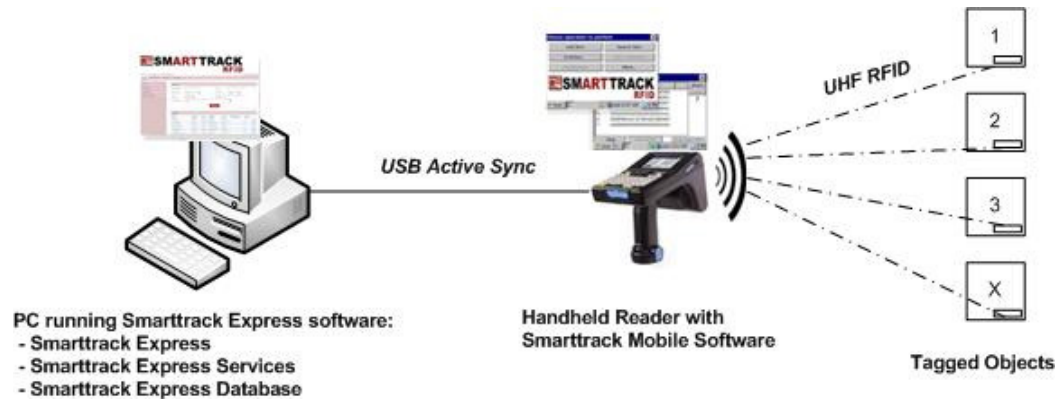 SMARTTRACK
RFID
SMARTTRACK
RFID
UHF RFID
1
2
3
X
USB Active Sync
PC running Smarttrack Express software:
- Smarttrack Express
- Smarttrack Express Services
- Smarttrack Express Database
Handheld Reader with
Smarttrack Mobile Software
Tagged Objects